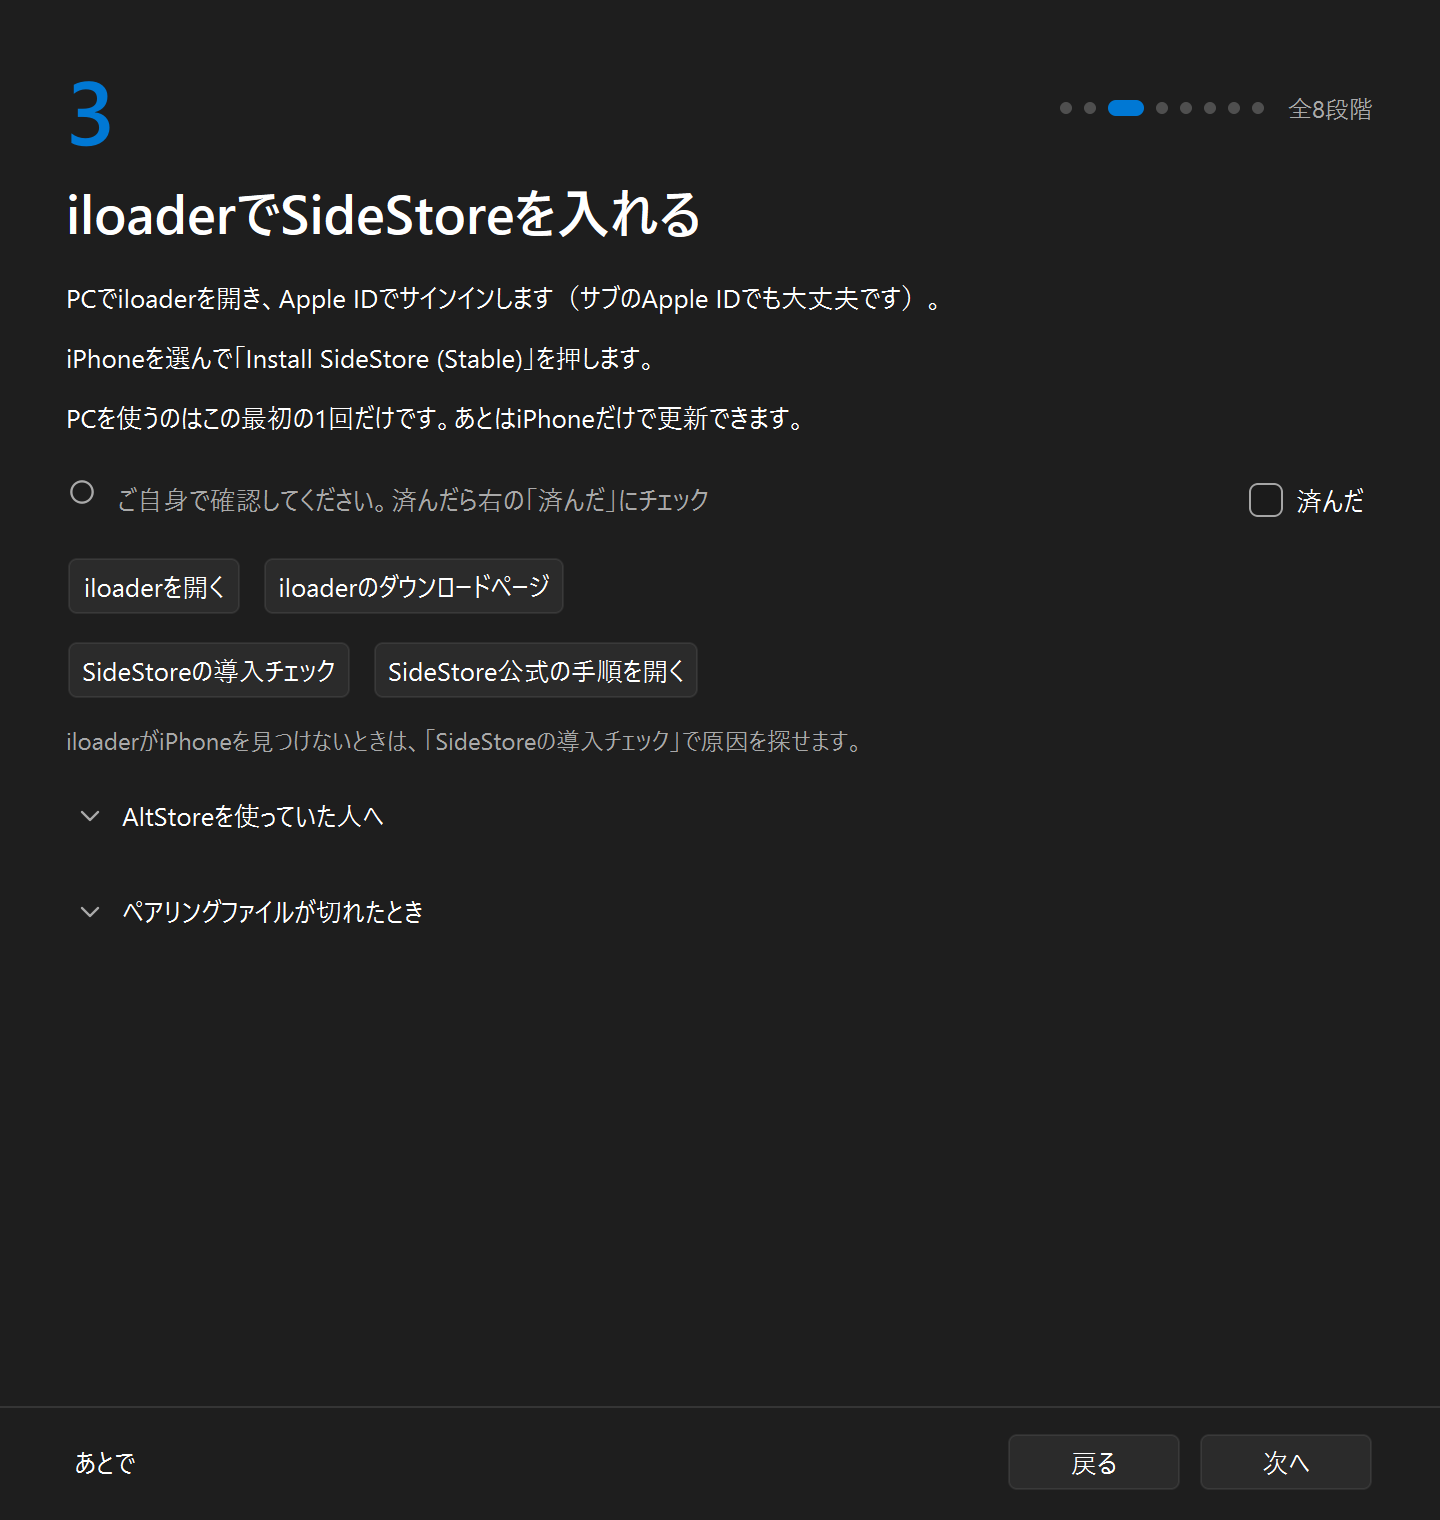 3
全8段階
iloaderでSideStoreを入れる
PCでiloaderを開き、Apple IDでサインインします（サブのApple IDでも大丈夫です）。
iPhoneを選んで「Install SideStore (Stable)」を押します。
PCを使うのはこの最初の1回だけです。あとはiPhoneだけで更新できます。
ご自身で確認してください。済んだら右の「済んだ」にチェック
済んだ
iloaderを開く
iloaderのダウンロードページ
SideStoreの導入チェック
SideStore公式の手順を開く
iloaderがiPhoneを見つけないときは、「SideStoreの導入チェック」で原因を探せます。
AltStoreを使っていた人へ
ペアリングファイルが切れたとき
あとで
戻る
次へ